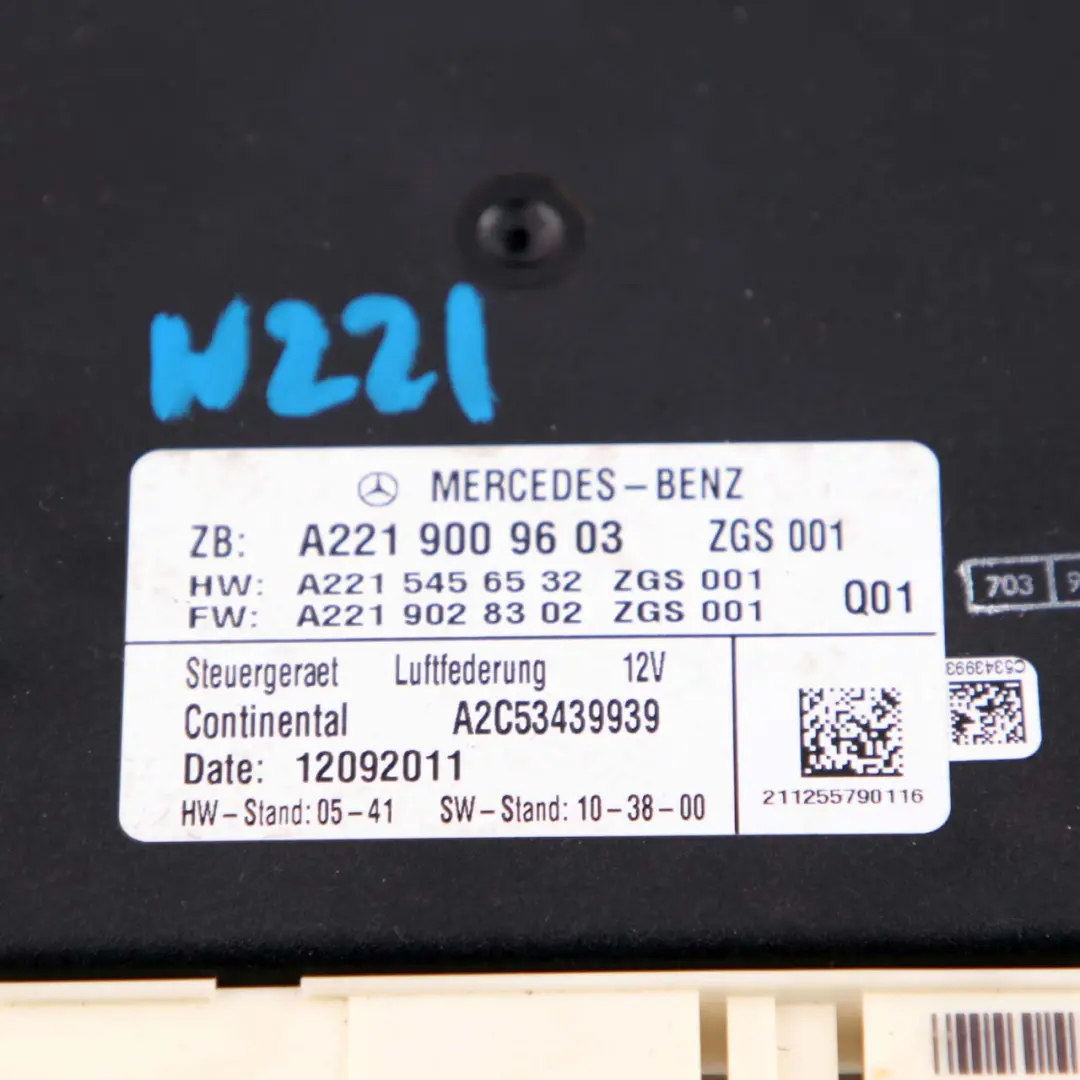 W221
MERCEDES-BENZ
ZB: A221 900 96 03 ZGS 001
HW: A221 545 65 32 ZGS 001
FW: A221 902 83 02 ZGS 001 Q01
Steuergeraet Luftfederung 12V
Continental A2C53439939
Date: 12092011
HW-Stand: 05-41 SW-Stand: 10-38-00
211255790116
703 9
C5343993